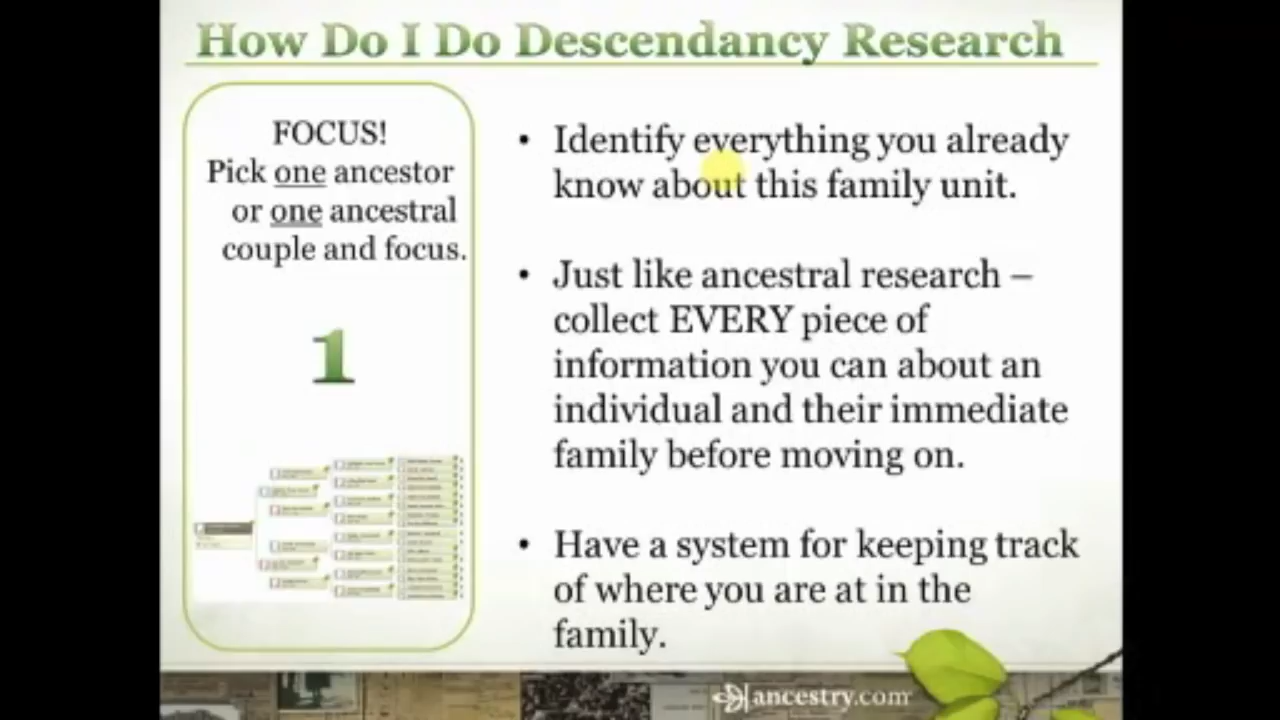 How Do I Do Descendancy Research
FOCUS!
Pick one ancestor
or one ancestral
couple and focus.
1
• Identify everything you already
know about this family unit.
• Just like ancestral research –
collect EVERY piece of
information you can about an
individual and their immediate
family before moving on.
• Have a system for keeping track
of where you are at in the
family.
ancestry.com